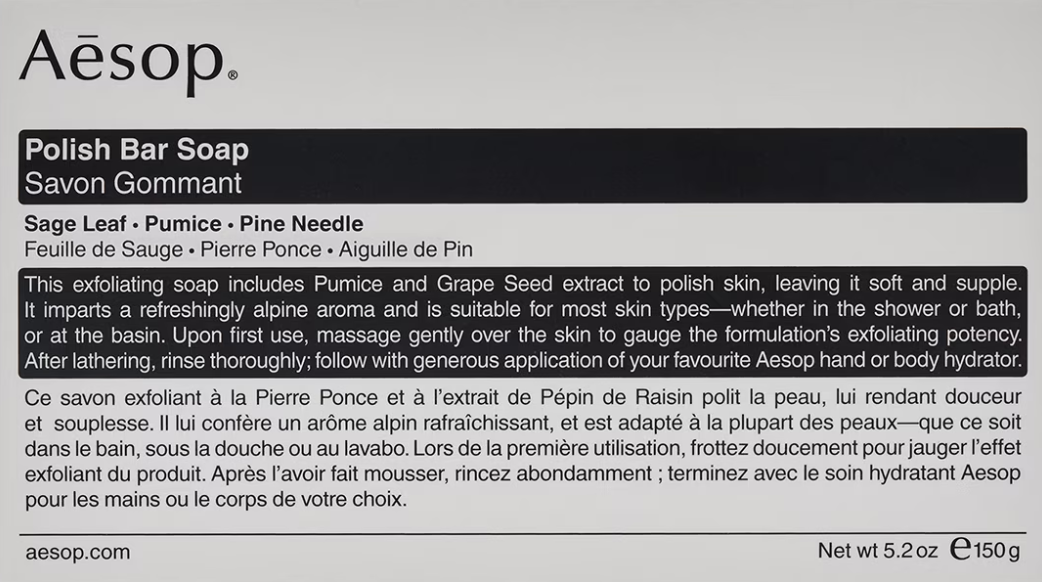 Aēsop.®
Polish Bar Soap
Savon Gommant
Sage Leaf • Pumice • Pine Needle
Feuille de Sauge • Pierre Ponce • Aiguille de Pin
This exfoliating soap includes Pumice and Grape Seed extract to polish skin, leaving it soft and supple.
It imparts a refreshingly alpine aroma and is suitable for most skin types—whether in the shower or bath,
or at the basin. Upon first use, massage gently over the skin to gauge the formulation's exfoliating potency.
After lathering, rinse thoroughly; follow with generous application of your favourite Aesop hand or body hydrator.
Ce savon exfoliant à la Pierre Ponce et à l'extrait de Pépin de Raisin polit la peau, lui rendant douceur
et souplesse. Il lui confère un arôme alpin rafraîchissant, et est adapté à la plupart des peaux—que ce soit
dans le bain, sous la douche ou au lavabo. Lors de la première utilisation, frottez doucement pour jauger l'effet
exfoliant du produit. Après l'avoir fait mousser, rincez abondamment ; terminez avec le soin hydratant Aesop
pour les mains ou le corps de votre choix.
aesop.com
Net wt 5.2 oz ℮150 g